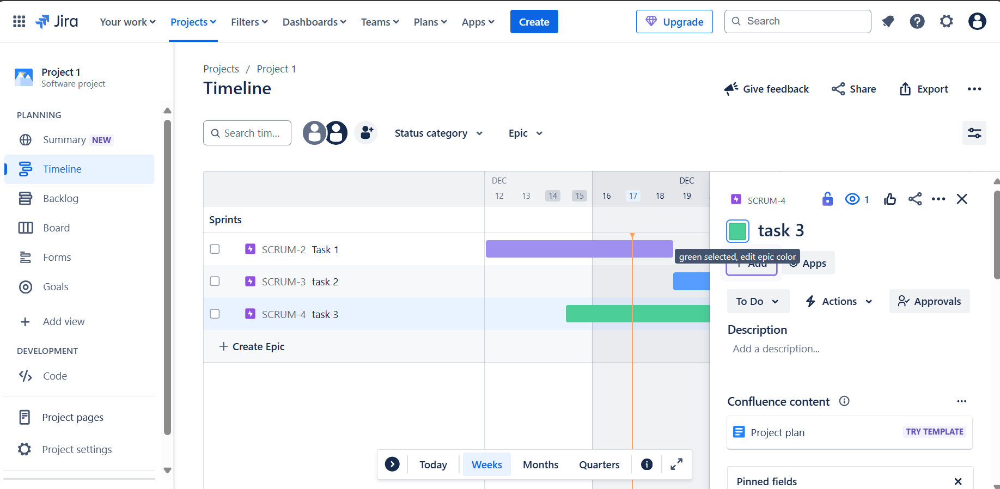 Jira
Your work
Projects
Filters
Dashboards
Teams
Plans
Apps
Create
Upgrade
Search
Project 1
Software project
PLANNING
Summary NEW
Timeline
Backlog
Board
Forms
Goals
Add view
DEVELOPMENT
Code
Project pages
Project settings
Projects / Project 1
Timeline
Give feedback
Share
Export
Search tim...
Status category
Epic
DEC
DEC
12 13 14 15 16 17 18 19
Sprints
SCRUM-2 Task 1
SCRUM-3 task 2
SCRUM-4 task 3
+ Create Epic
Today
Weeks
Months
Quarters
SCRUM-4
1
task 3
green selected, edit epic color
+ Add
Apps
To Do
Actions
Approvals
Description
Add a description...
Confluence content
Project plan
TRY TEMPLATE
Pinned fields